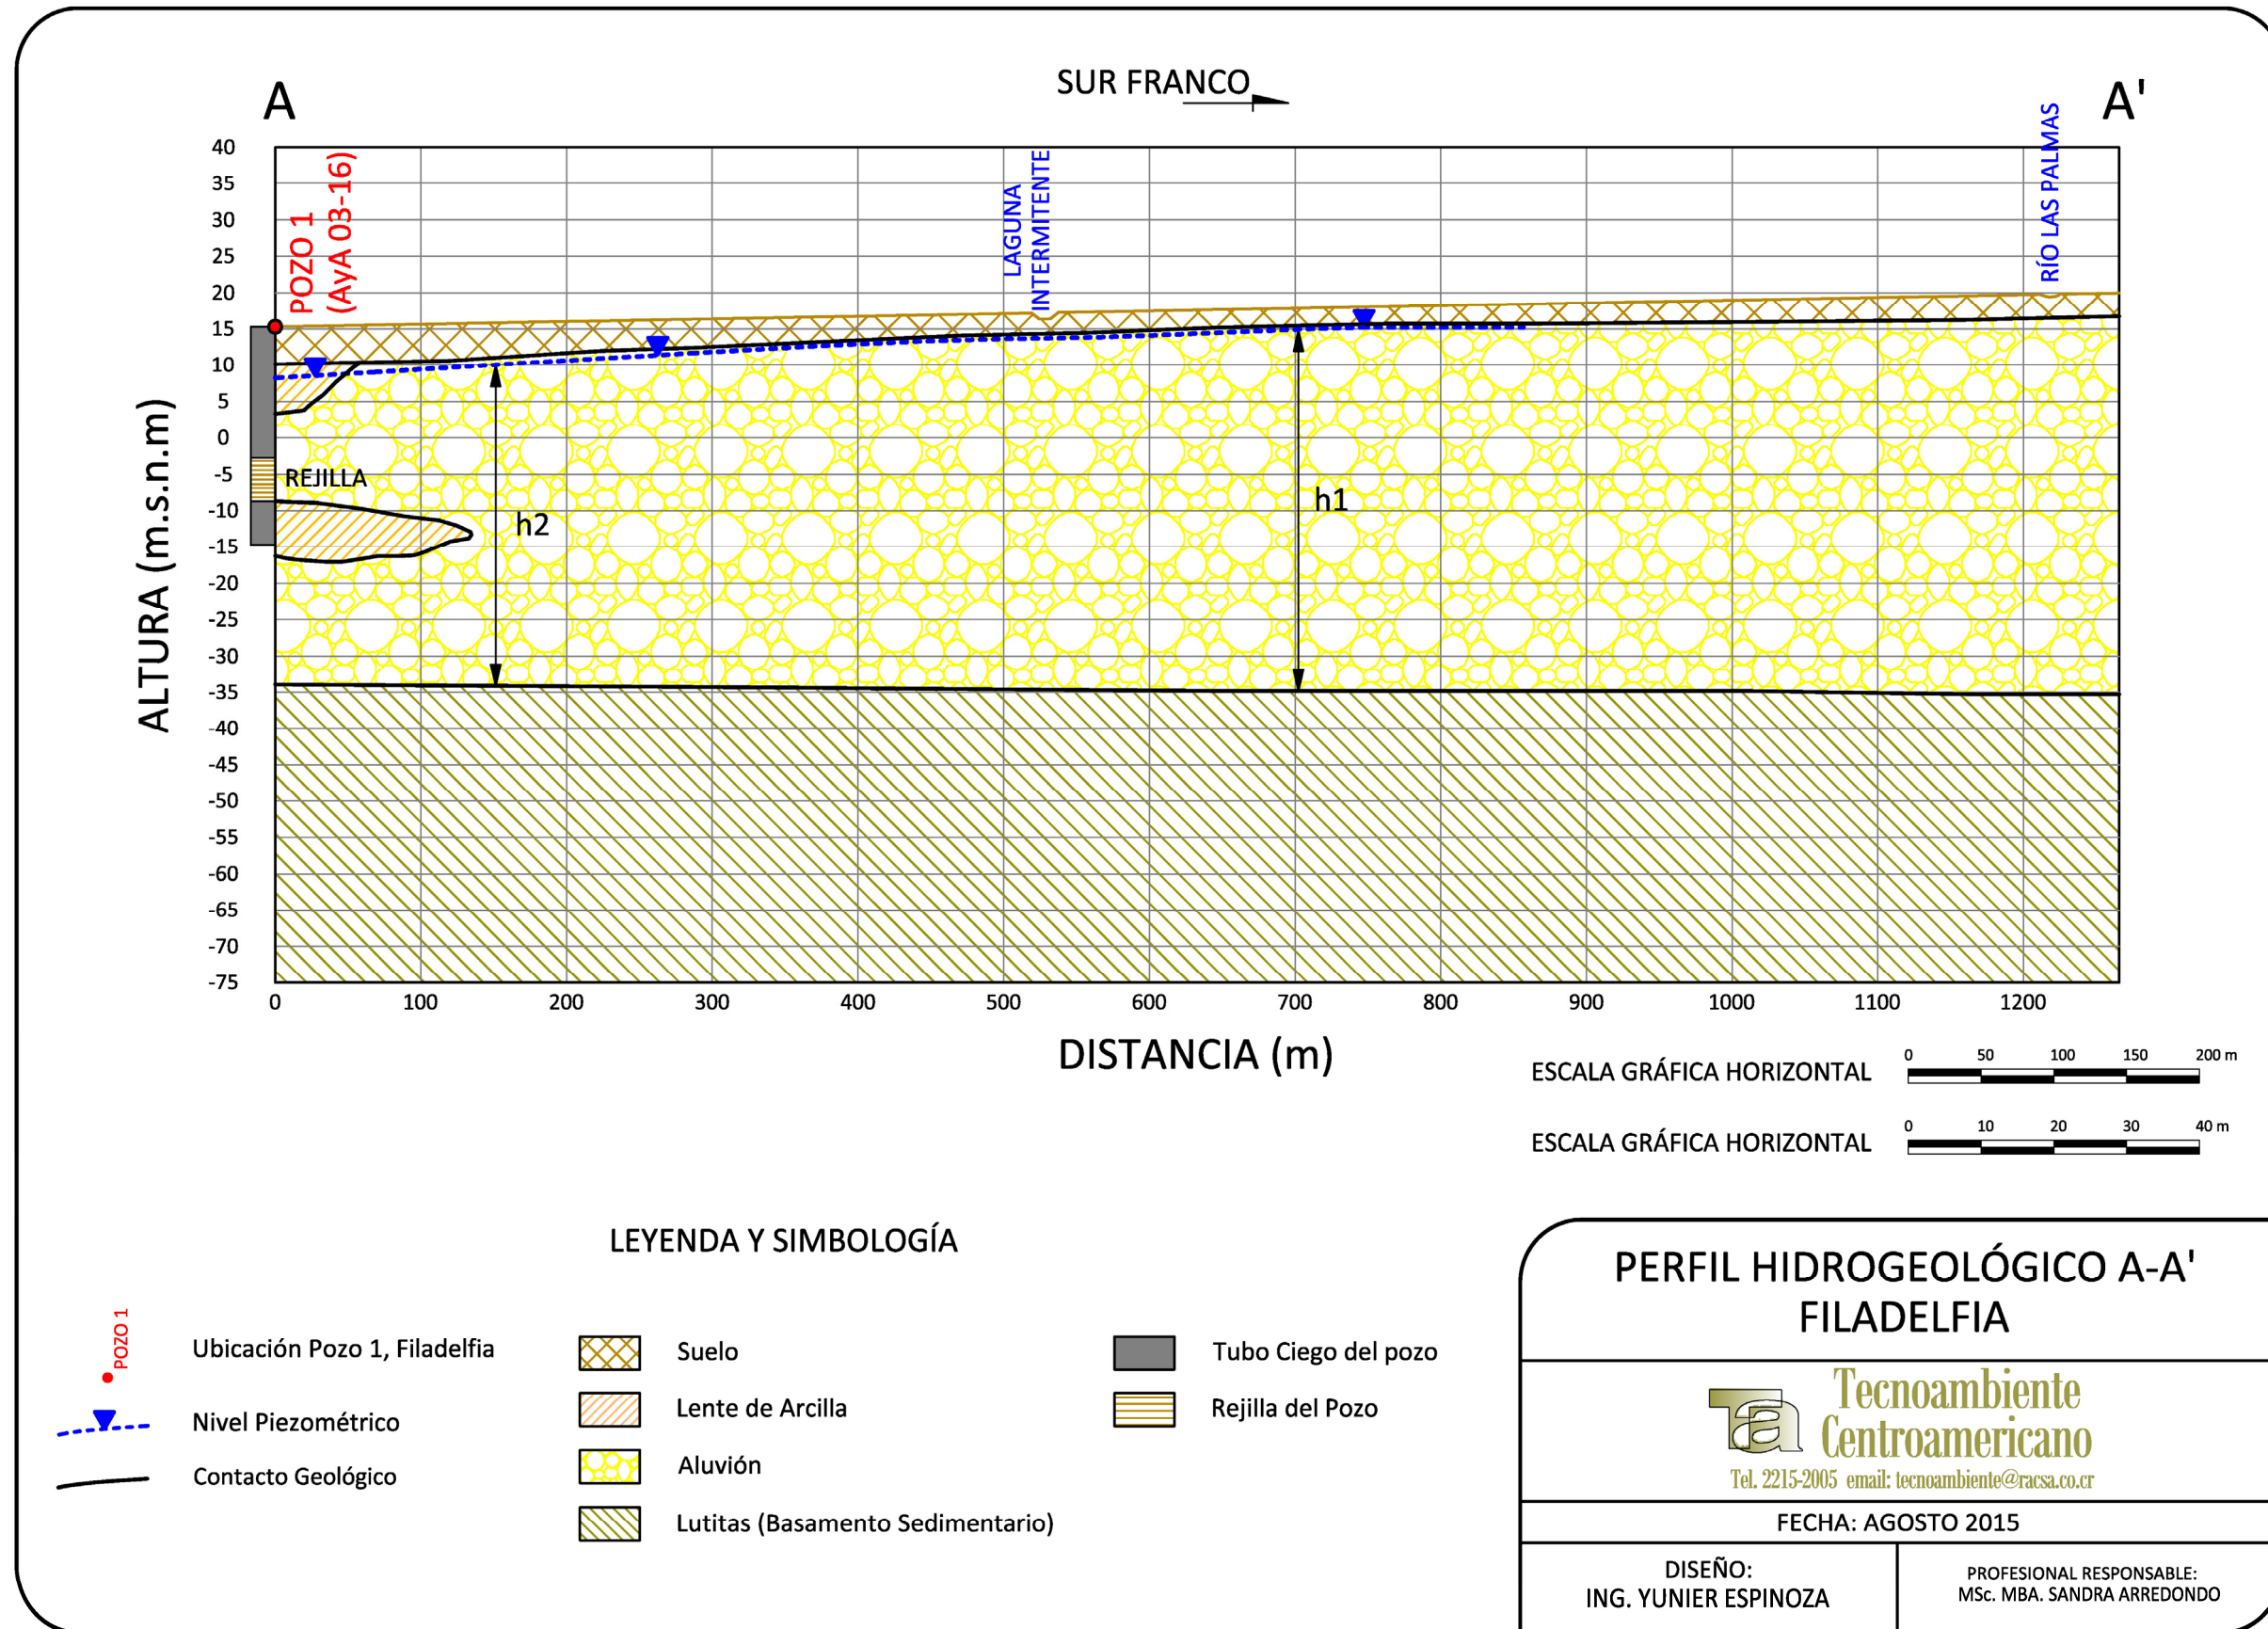 SUR FRANCO
A
A'
POZO 1
(AyA 03-16)
LAGUNA
INTERMITENTE
RÍO LAS PALMAS
ALTURA (m.s.n.m)
40
35
30
25
20
15
10
5
0
-5
-10
-15
-20
-25
-30
-35
-40
-45
-50
-55
-60
-65
-70
-75
REJILLA
h2
h1
0 100 200 300 400 500 600 700 800 900 1000 1100 1200
DISTANCIA (m)
ESCALA GRÁFICA HORIZONTAL
0 50 100 150 200 m
ESCALA GRÁFICA HORIZONTAL
0 10 20 30 40 m
LEYENDA Y SIMBOLOGÍA
POZO 1
Ubicación Pozo 1, Filadelfia
Nivel Piezométrico
Contacto Geológico
Suelo
Lente de Arcilla
Aluvión
Lutitas (Basamento Sedimentario)
Tubo Ciego del pozo
Rejilla del Pozo
PERFIL HIDROGEOLÓGICO A-A'
FILADELFIA
Ta
Tecnoambiente
Centroamericano
Tel. 2215-2005 email: tecnoambiente@racsa.co.cr
FECHA: AGOSTO 2015
DISEÑO:
ING. YUNIER ESPINOZA
PROFESIONAL RESPONSABLE:
MSc. MBA. SANDRA ARREDONDO